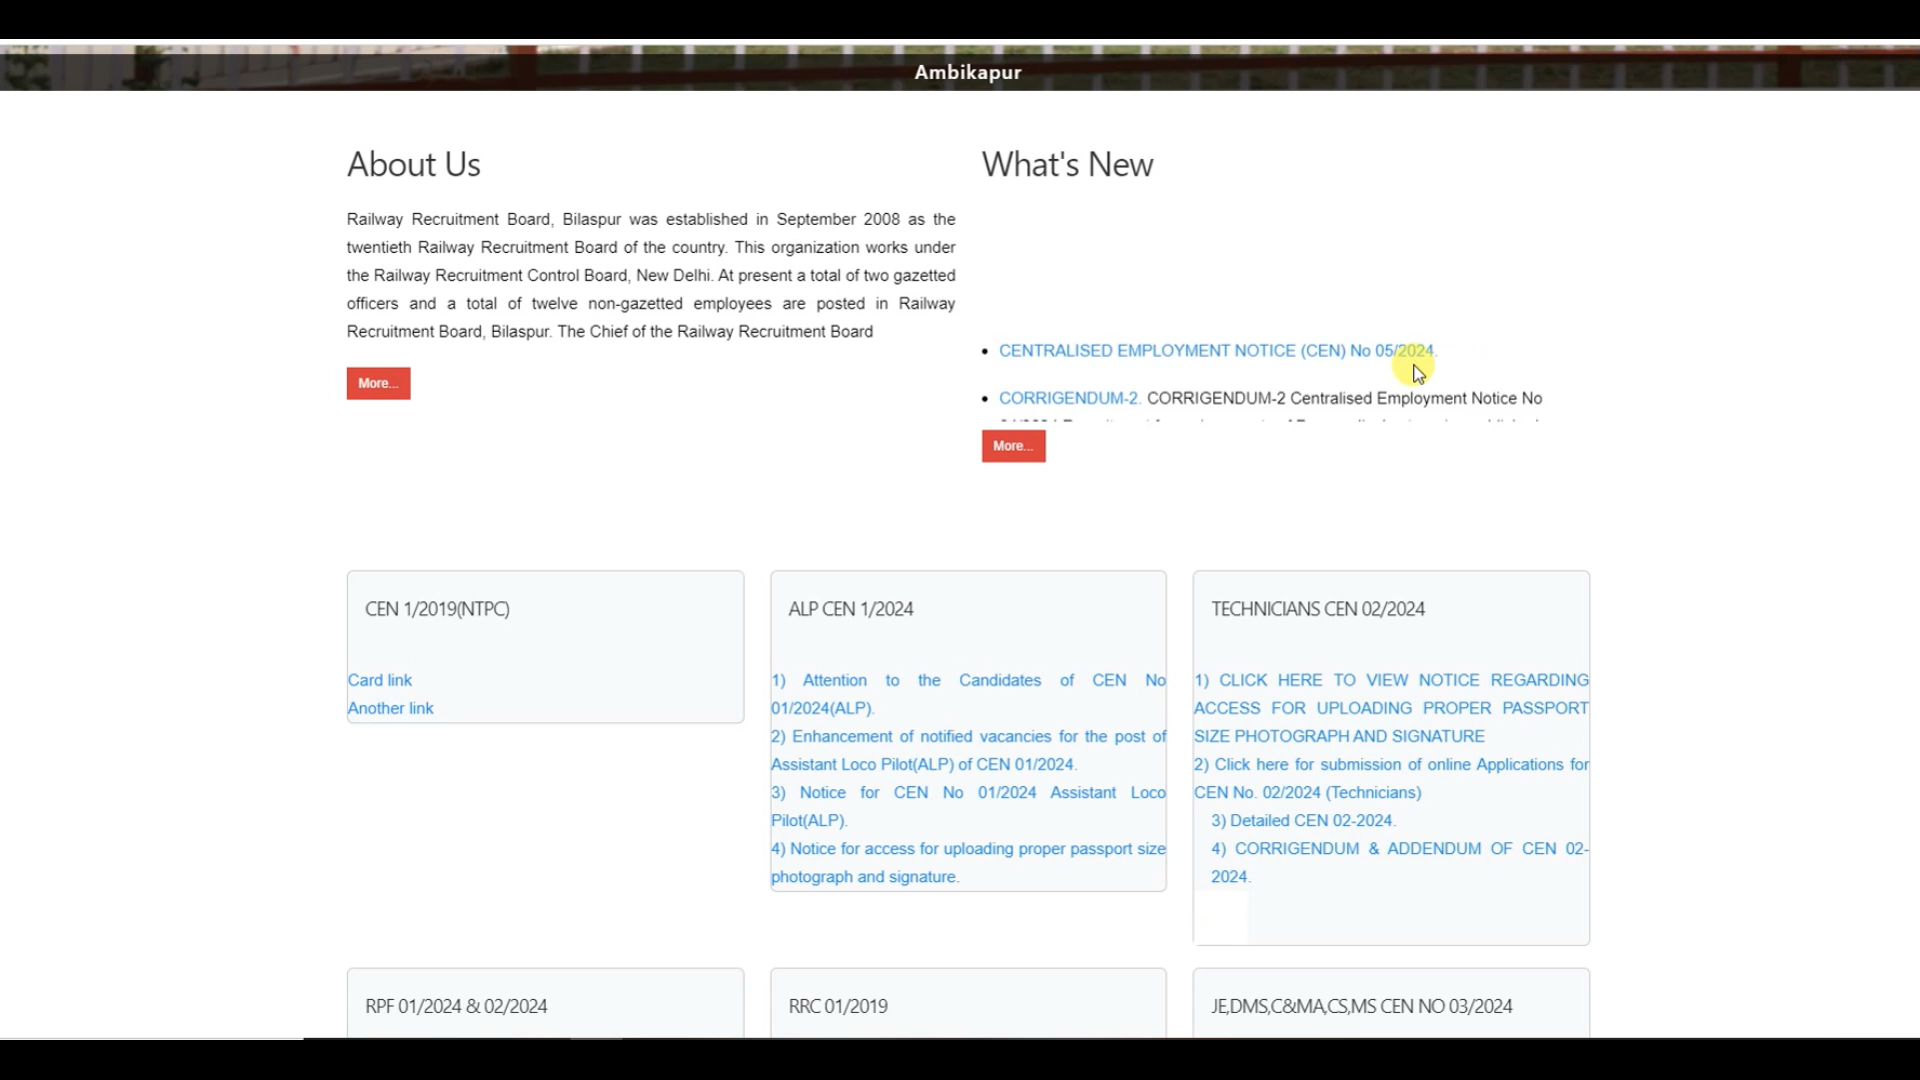 Ambikapur
About Us
Railway Recruitment Board, Bilaspur was established in September 2008 as the
twentieth Railway Recruitment Board of the country. This organization works under
the Railway Recruitment Control Board, New Delhi. At present a total of two gazetted
officers and a total of twelve non-gazetted employees are posted in Railway
Recruitment Board, Bilaspur. The Chief of the Railway Recruitment Board
More...
What's New
CENTRALISED EMPLOYMENT NOTICE (CEN) No 05/2024.
CORRIGENDUM-2. CORRIGENDUM-2 Centralised Employment Notice No
More...
CEN 1/2019(NTPC)
Card link
Another link
ALP CEN 1/2024
1) Attention to the Candidates of CEN No
01/2024(ALP).
2) Enhancement of notified vacancies for the post of
Assistant Loco Pilot(ALP) of CEN 01/2024.
3) Notice for CEN No 01/2024 Assistant Loco
Pilot(ALP).
4) Notice for access for uploading proper passport size
photograph and signature.
TECHNICIANS CEN 02/2024
1) CLICK HERE TO VIEW NOTICE REGARDING
ACCESS FOR UPLOADING PROPER PASSPORT
SIZE PHOTOGRAPH AND SIGNATURE
2) Click here for submission of online Applications for
CEN No. 02/2024 (Technicians)
3) Detailed CEN 02-2024.
4) CORRIGENDUM & ADDENDUM OF CEN 02-
2024.
RPF 01/2024 & 02/2024
RRC 01/2019
JE,DMS,C&MA,CS,MS CEN NO 03/2024